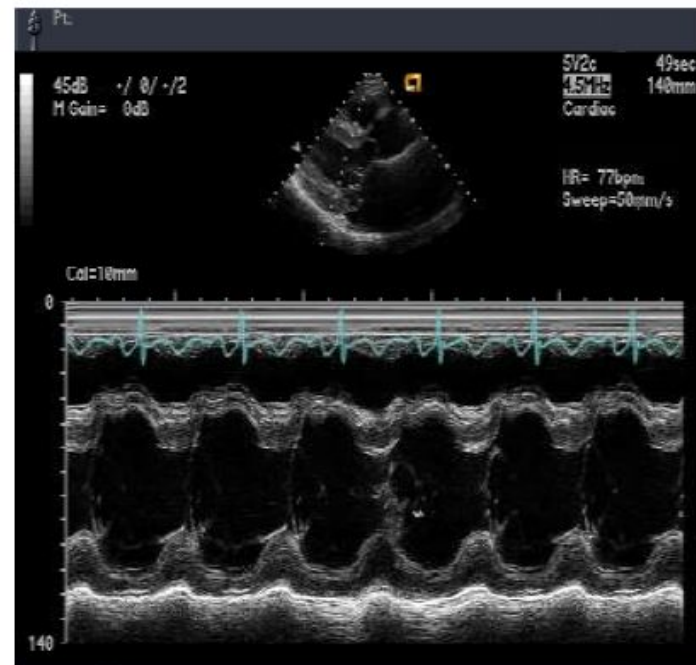 Pt.
45dB +/ 0/ +/2
M Gain= 0dB
SV2c 49sec
4.5MHz 140mm
Cardiac
HR= 77bpm
Sweep=50mm/s
Cal=10mm
0
140